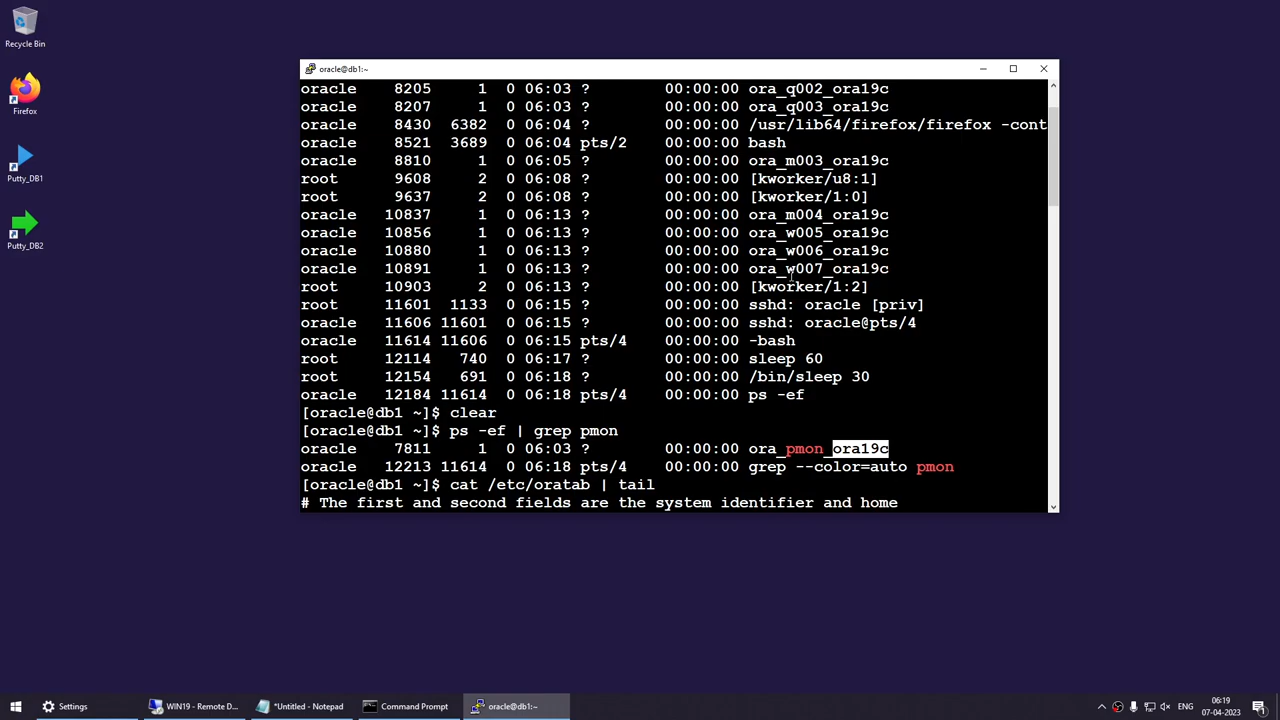 Recycle Bin
Firefox
Putty_DB1
Putty_DB2
oracle@db1:~
oracle 8205 1 0 06:03 ? 00:00:00 ora_q002_ora19c
oracle 8207 1 0 06:03 ? 00:00:00 ora_q003_ora19c
oracle 8430 6382 0 06:04 ? 00:00:00 /usr/lib64/firefox/firefox -cont
oracle 8521 3689 0 06:04 pts/2 00:00:00 bash
oracle 8810 1 0 06:05 ? 00:00:00 ora_m003_ora19c
root 9608 2 0 06:08 ? 00:00:00 [kworker/u8:1]
root 9637 2 0 06:08 ? 00:00:00 [kworker/1:0]
oracle 10837 1 0 06:13 ? 00:00:00 ora_m004_ora19c
oracle 10856 1 0 06:13 ? 00:00:00 ora_w005_ora19c
oracle 10880 1 0 06:13 ? 00:00:00 ora_w006_ora19c
oracle 10891 1 0 06:13 ? 00:00:00 ora_w007_ora19c
root 10903 2 0 06:13 ? 00:00:00 [kworker/1:2]
root 11601 1133 0 06:15 ? 00:00:00 sshd: oracle [priv]
oracle 11606 11601 0 06:15 ? 00:00:00 sshd: oracle@pts/4
oracle 11614 11606 0 06:15 pts/4 00:00:00 -bash
root 12114 740 0 06:17 ? 00:00:00 sleep 60
root 12154 691 0 06:18 ? 00:00:00 /bin/sleep 30
oracle 12184 11614 0 06:18 pts/4 00:00:00 ps -ef
[oracle@db1 ~]$ clear
[oracle@db1 ~]$ ps -ef | grep pmon
oracle 7811 1 0 06:03 ? 00:00:00 ora_pmon_ora19c
oracle 12213 11614 0 06:18 pts/4 00:00:00 grep --color=auto pmon
[oracle@db1 ~]$ cat /etc/oratab | tail
# The first and second fields are the system identifier and home
Settings
WIN19 - Remote D...
*Untitled - Notepad
Command Prompt
oracle@db1:~
ENG
06:19
07-04-2023
1